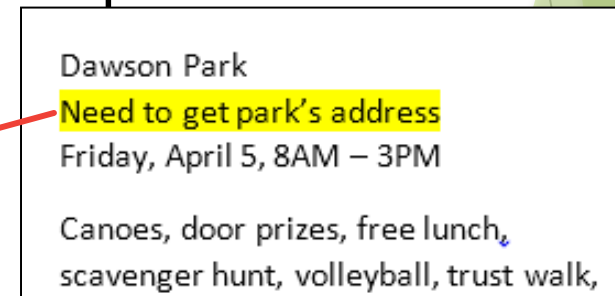 Dawson Park
Need to get park’s address
Friday, April 5, 8AM – 3PM
Canoes, door prizes, free lunch,
scavenger hunt, volleyball, trust walk,